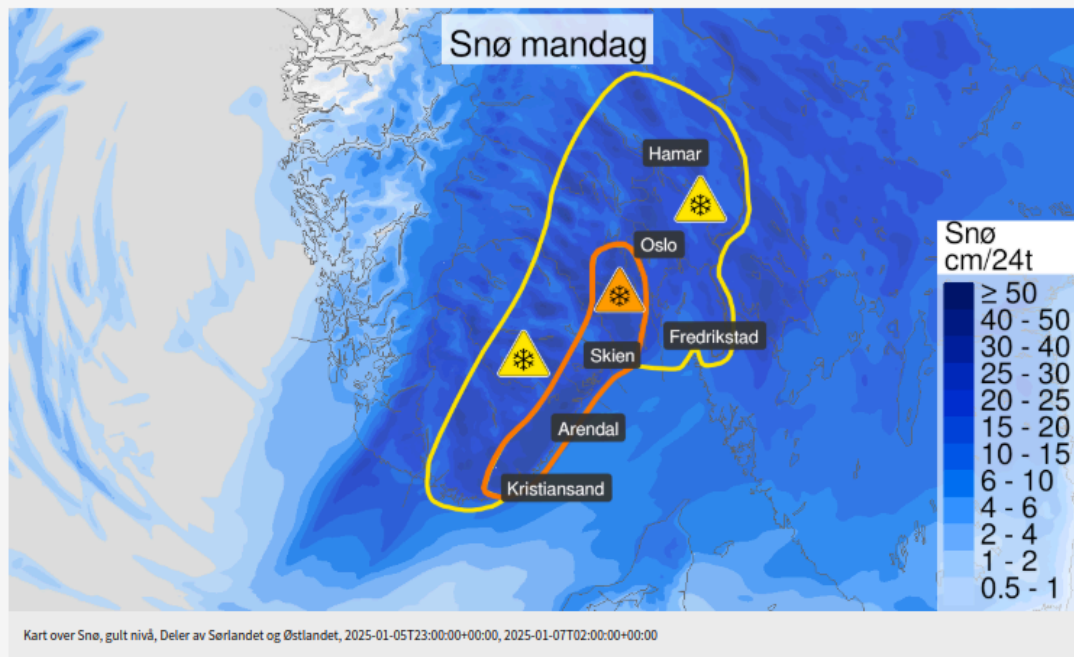 Snø mandag
Hamar
Oslo
Fredrikstad
Skien
Arendal
Kristiansand
Snø
cm/24t
≥ 50
40 - 50
30 - 40
25 - 30
20 - 25
15 - 20
10 - 15
6 - 10
4 - 6
2 - 4
1 - 2
0.5 - 1
Kart over Snø, gult nivå, Deler av Sørlandet og Østlandet, 2025-01-05T23:00:00+00:00, 2025-01-07T02:00:00+00:00